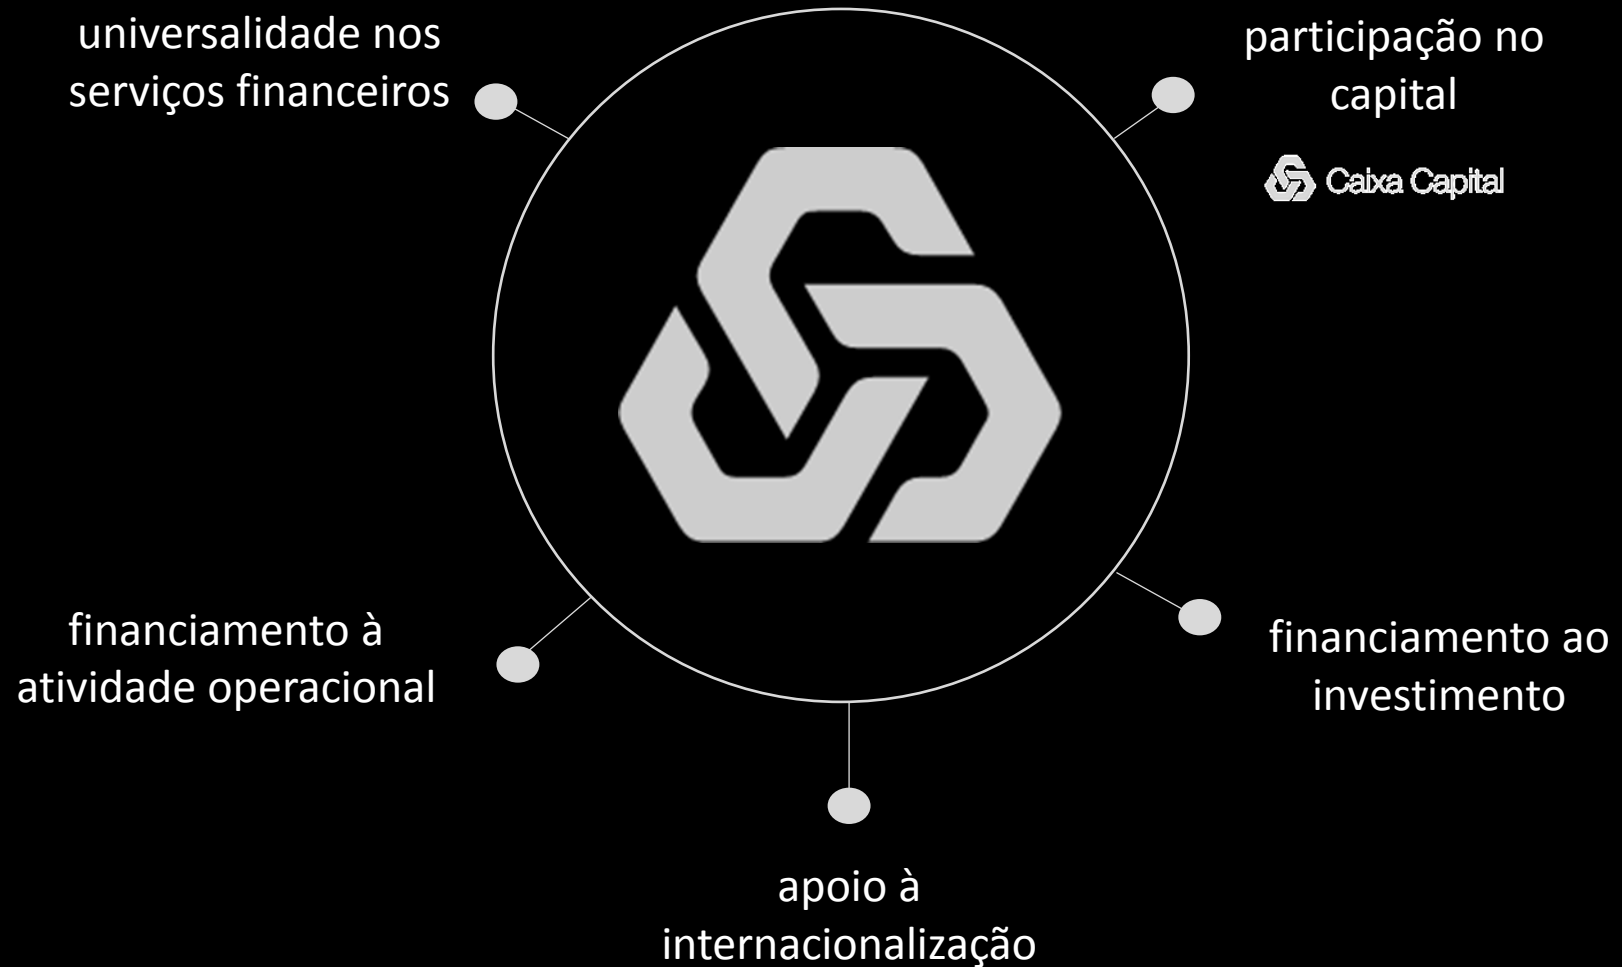 universalidade nos
serviços financeiros
participação no
capital
Caixa Capital
financiamento à
atividade operacional
financiamento ao
investimento
apoio à
internacionalização